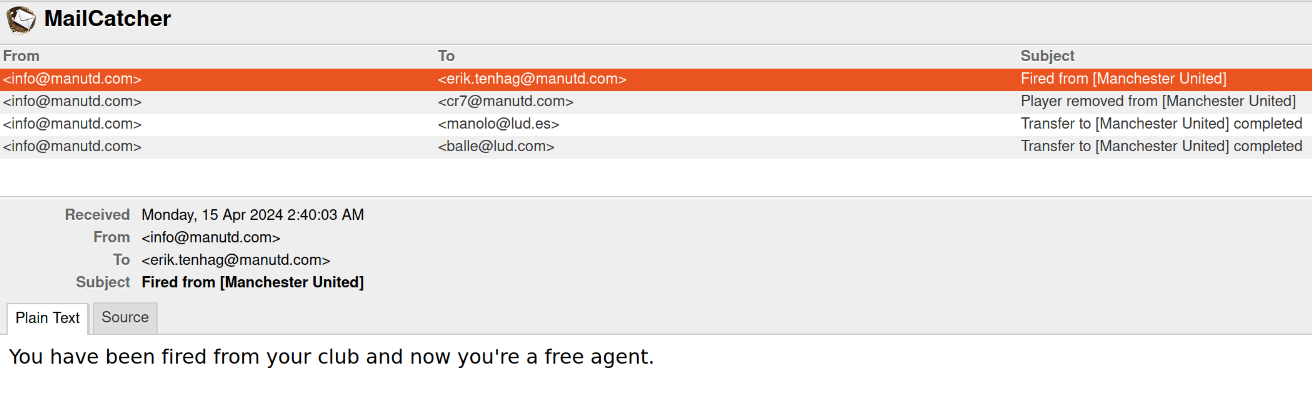 MailCatcher
From To Subject
<info@manutd.com> <erik.tenhag@manutd.com> Fired from [Manchester United]
<info@manutd.com> <cr7@manutd.com> Player removed from [Manchester United]
<info@manutd.com> <manolo@lud.es> Transfer to [Manchester United] completed
<info@manutd.com> <balle@lud.com> Transfer to [Manchester United] completed
Received Monday, 15 Apr 2024 2:40:03 AM
From <info@manutd.com>
To <erik.tenhag@manutd.com>
Subject Fired from [Manchester United]
Plain Text Source
You have been fired from your club and now you're a free agent.